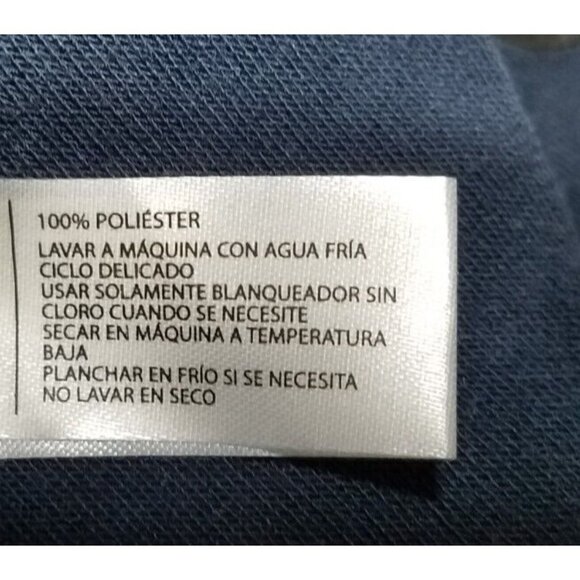 100% POLIÉSTER
LAVAR A MÁQUINA CON AGUA FRÍA
CICLO DELICADO
USAR SOLAMENTE BLANQUEADOR SIN
CLORO CUANDO SE NECESITE
SECAR EN MÁQUINA A TEMPERATURA
BAJA
PLANCHAR EN FRÍO SI SE NECESITA
NO LAVAR EN SECO